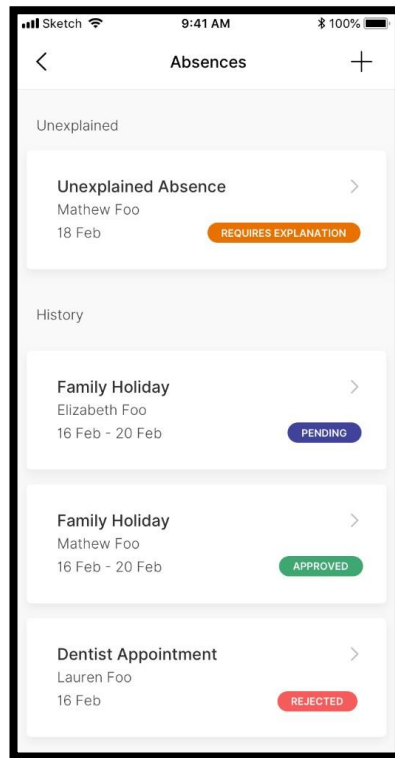 Sketch 9:41 AM 100%
Absences
Unexplained
Unexplained Absence
Mathew Foo
18 Feb REQUIRES EXPLANATION
History
Family Holiday
Elizabeth Foo
16 Feb - 20 Feb PENDING
Family Holiday
Mathew Foo
16 Feb - 20 Feb APPROVED
Dentist Appointment
Lauren Foo
16 Feb REJECTED